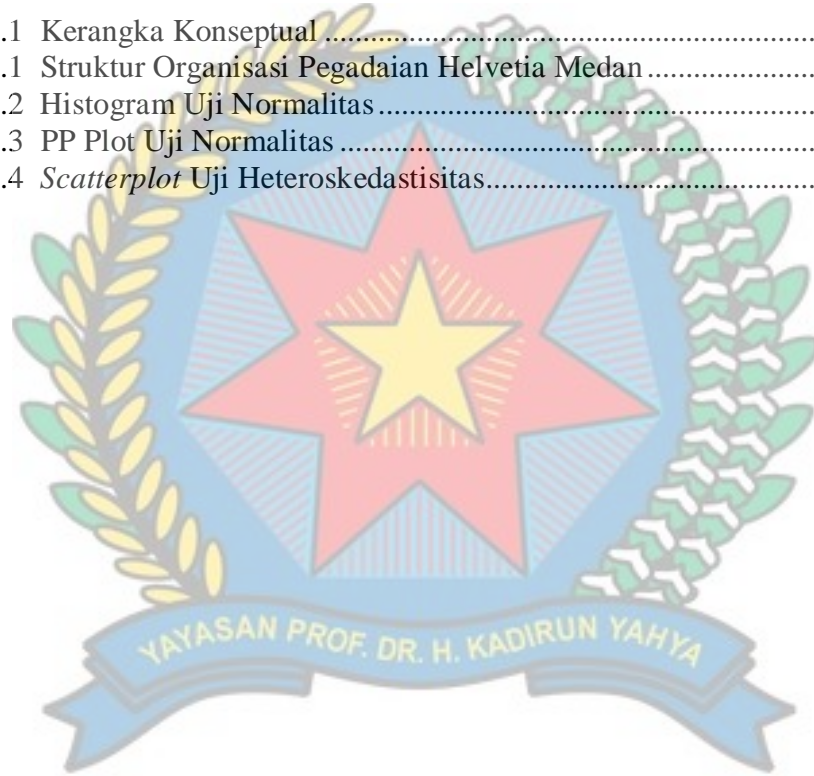 .1 Kerangka Konseptual ........................................................
.1 Struktur Organisasi Pegadaian Helvetia Medan ....................
.2 Histogram Uji Normalitas ................................................
.3 PP Plot Uji Normalitas .....................................................
.4 Scatterplot Uji Heteroskedastisitas ....................................
YAYASAN PROF. DR. H. KADIRUN YAHYA